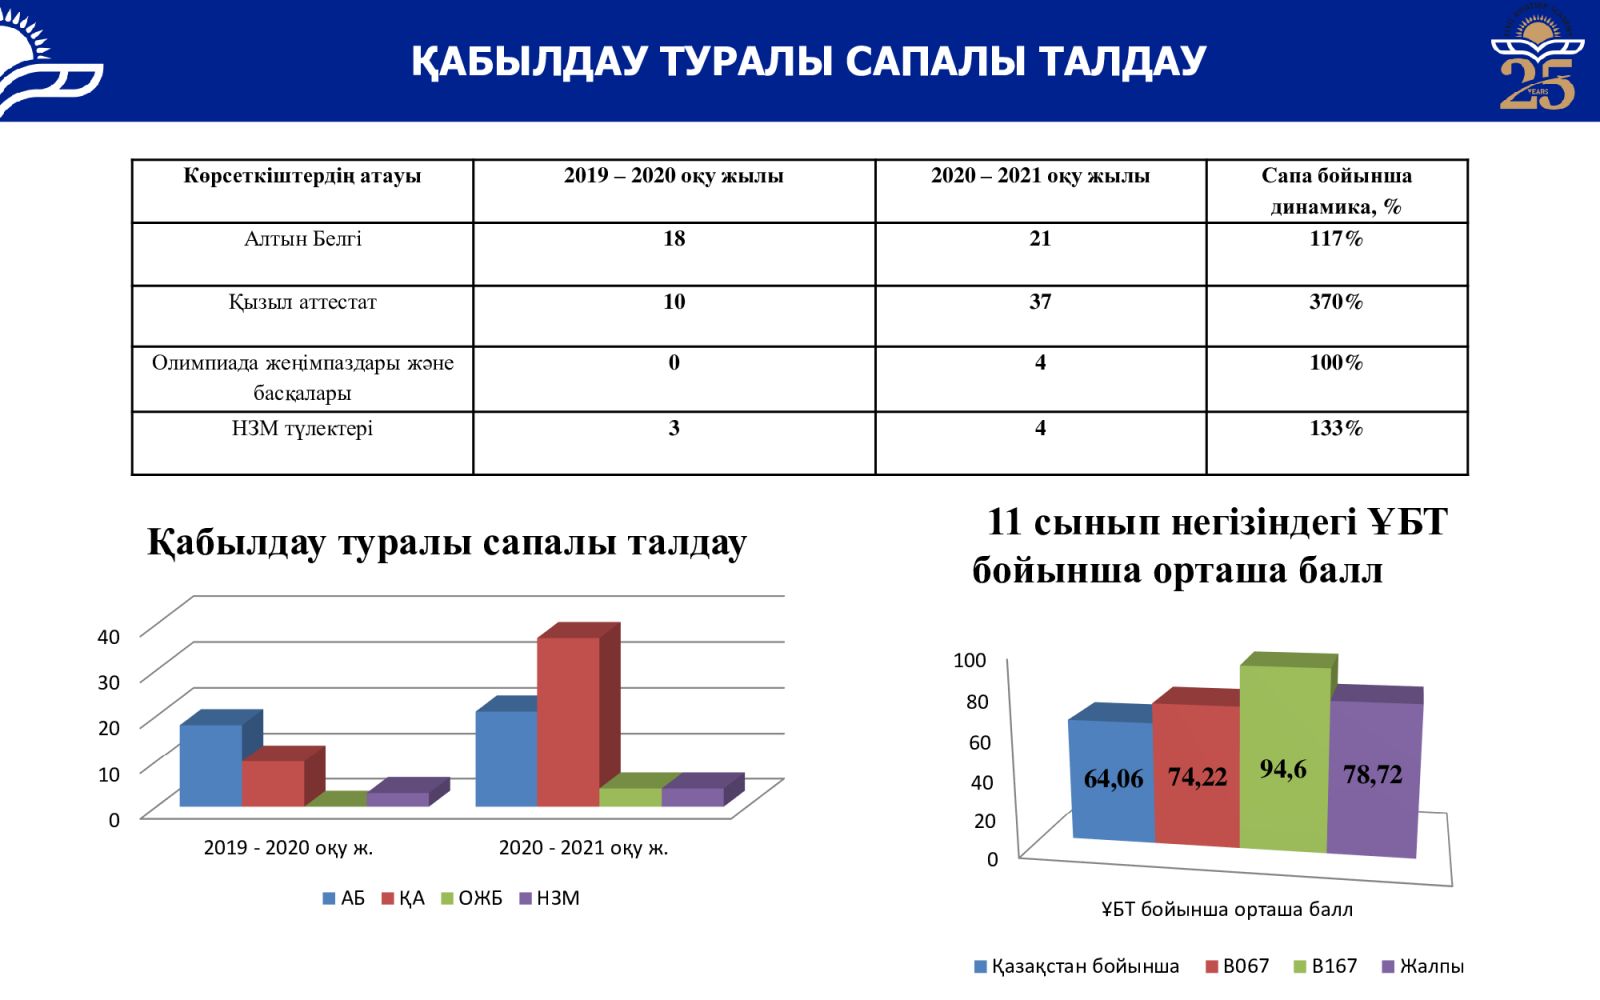 ҚАБЫЛДАУ ТУРАЛЫ САПАЛЫ ТАЛДАУ
25
YEARS
Көрсеткіштердің атауы 2019 – 2020 оқу жылы 2020 – 2021 оқу жылы Сапа бойынша
динамика, %
Алтын Белгі 18 21 117%
Қызыл аттестат 10 37 370%
Олимпиада жеңімпаздары және 0 4 100%
басқалары
НЗМ түлектері 3 4 133%
Қабылдау туралы сапалы талдау
40
30
20
10
0
2019 - 2020 оқу ж. 2020 - 2021 оқу ж.
АБ ҚА ОЖБ НЗМ
11 сынып негізіндегі ҰБТ
бойынша орташа балл
100
80
60
40
20
0
64,06 74,22 94,6 78,72
ҰБТ бойынша орташа балл
Қазақстан бойынша В067 В167 Жалпы